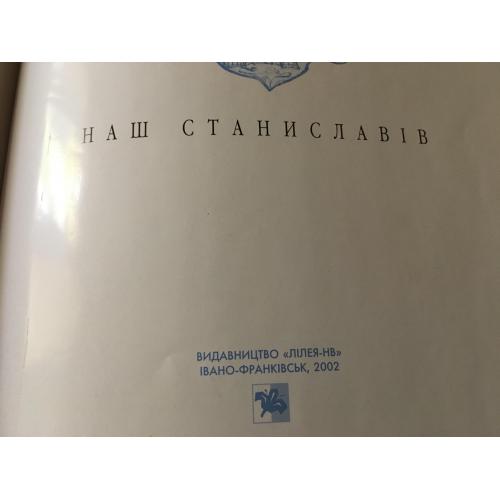 НАШ СТАНИСЛАВІВ
ВИДАВНИЦТВО «ЛІЛЕЯ-НВ»
ІВАНО-ФРАНКІВСЬК, 2002